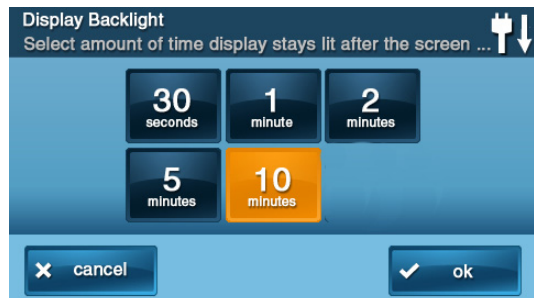 Display Backlight
Select amount of time display stays lit after the screen ...
30
seconds
1
minute
2
minutes
5
minutes
10
minutes
cancel
ok